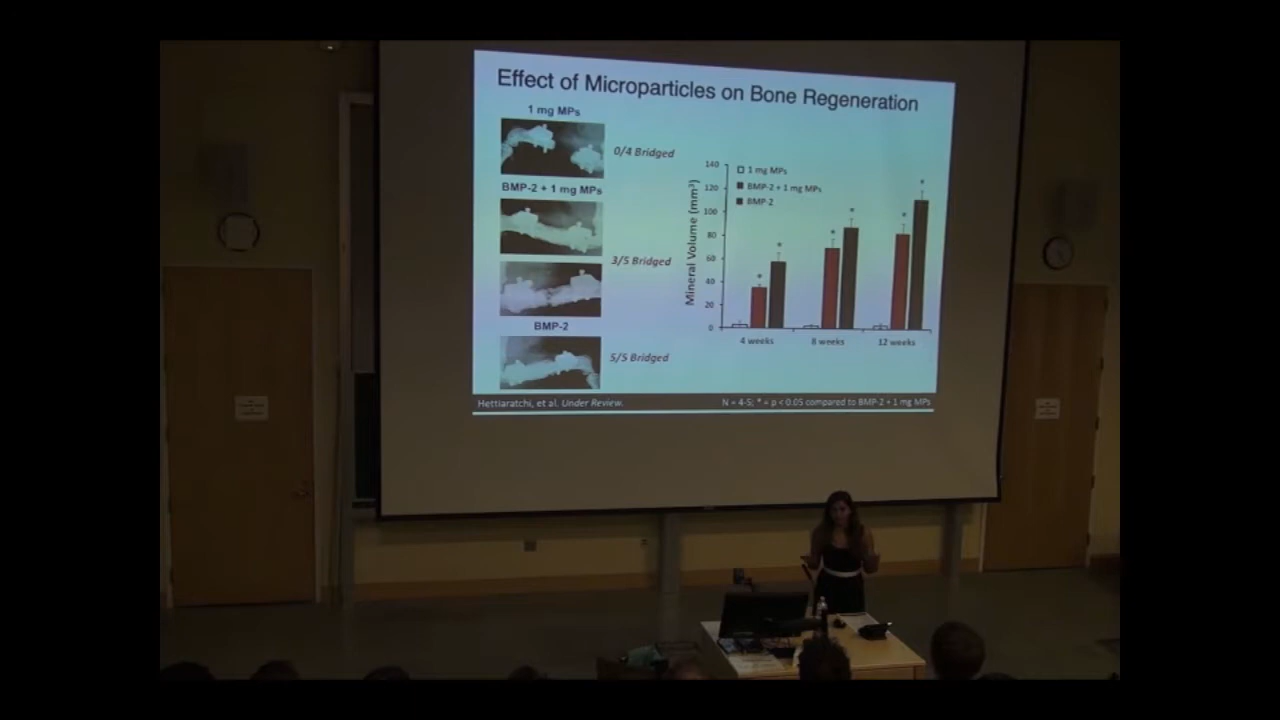 Effect of Microparticles on Bone Regeneration
1 mg MPs
0/4 Bridged
BMP-2 + 1 mg MPs
3/5 Bridged
BMP-2
5/5 Bridged
Mineral Volume (mm³)
140
120
100
80
60
40
20
0
1 mg MPs
BMP-2 + 1 mg MPs
BMP-2
*
*
*
*
*
*
4 weeks
8 weeks
12 weeks
Hettiaratchi, et al. Under Review.
N = 4-5; * = p < 0.05 compared to BMP-2 + 1 mg MPs